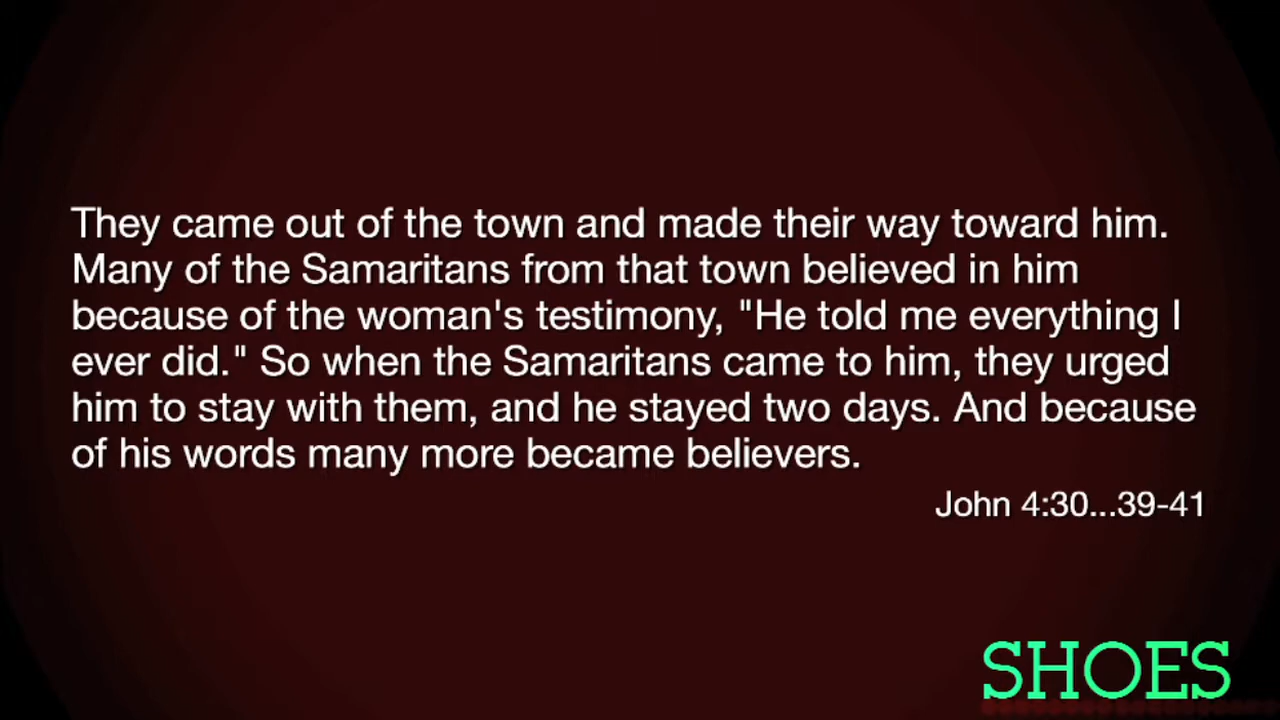 They came out of the town and made their way toward him.
Many of the Samaritans from that town believed in him
because of the woman's testimony, "He told me everything I
ever did." So when the Samaritans came to him, they urged
him to stay with them, and he stayed two days. And because
of his words many more became believers.
John 4:30...39-41
SHOES